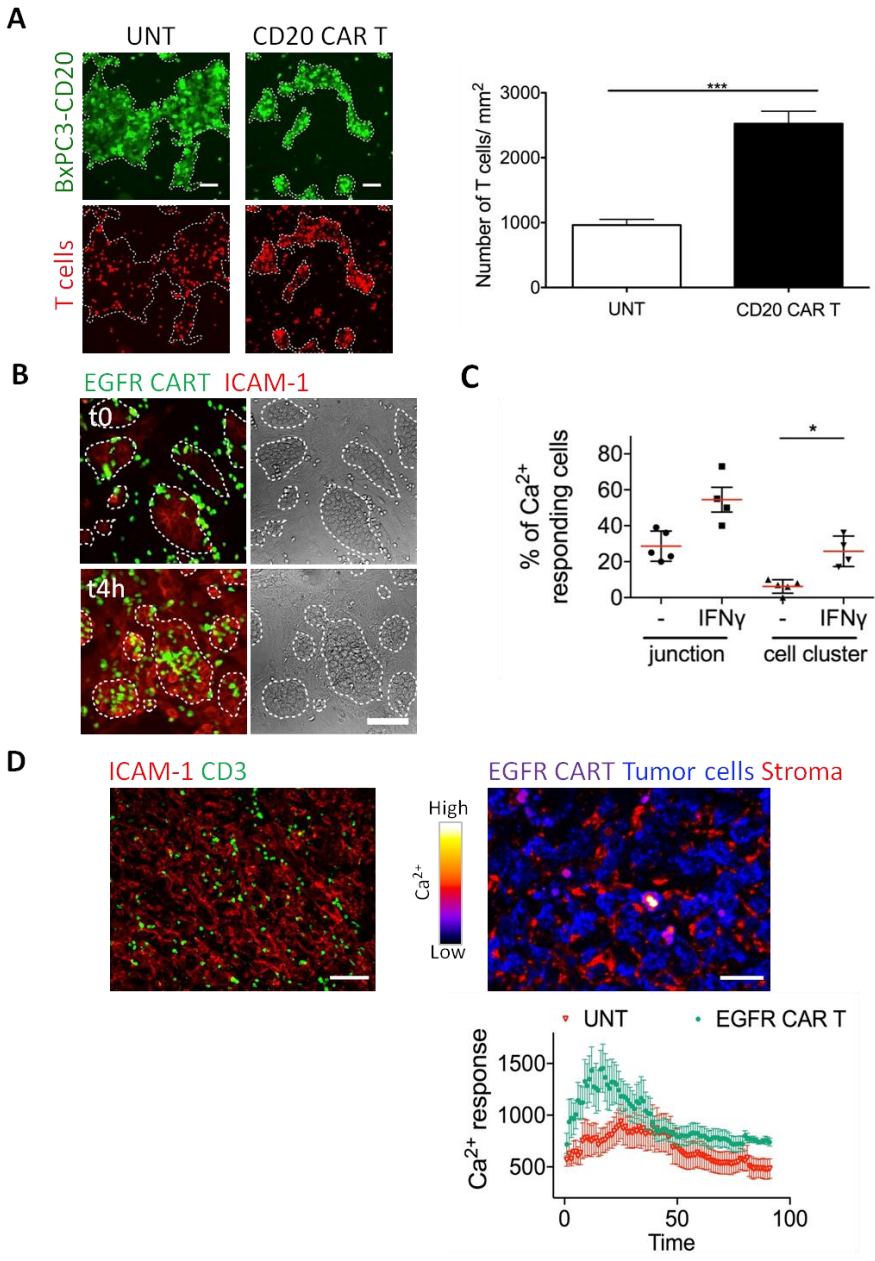 A
UNT
CD20 CAR T
BxPC3-CD20
T cells
Number of T cells/ mm²
3000
2000
1000
0
***
UNT
CD20 CAR T
B
EGFR CART ICAM-1
t0
t4h
C
% of Ca²⁺
responding cells
80
60
40
20
0
*
- IFNγ - IFNγ
junction cell cluster
D
ICAM-1 CD3
EGFR CART Tumor cells Stroma
High
Ca²⁺
Low
UNT EGFR CAR T
Ca²⁺ response
1500
1000
500
0 50 100
Time